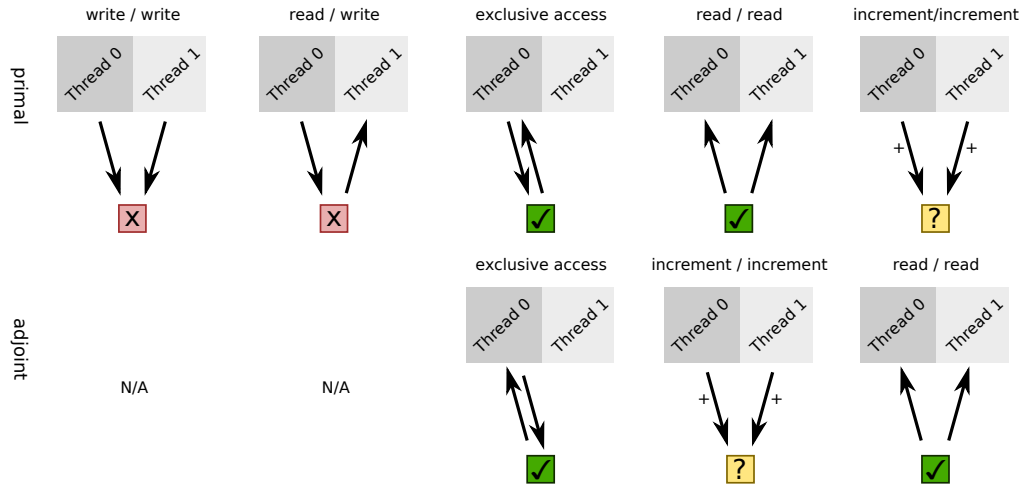 write / write
read / write
exclusive access
read / read
increment/increment
primal
Thread 0
Thread 1
Thread 0
Thread 1
Thread 0
Thread 1
Thread 0
Thread 1
Thread 0
Thread 1
+
+
X
X
✓
✓
?
exclusive access
increment / increment
read / read
adjoint
Thread 0
Thread 1
Thread 0
Thread 1
Thread 0
Thread 1
N/A
N/A
+
+
✓
?
✓